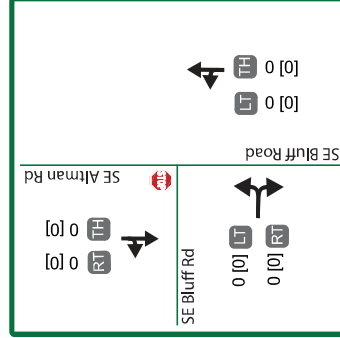 TH 0 [0]
LT 0 [0]
SE Bluff Road
SE Altman Rd
0 [0] TH
0 [0] RT
SE Bluff Rd
0 [0] LT
0 [0] RT